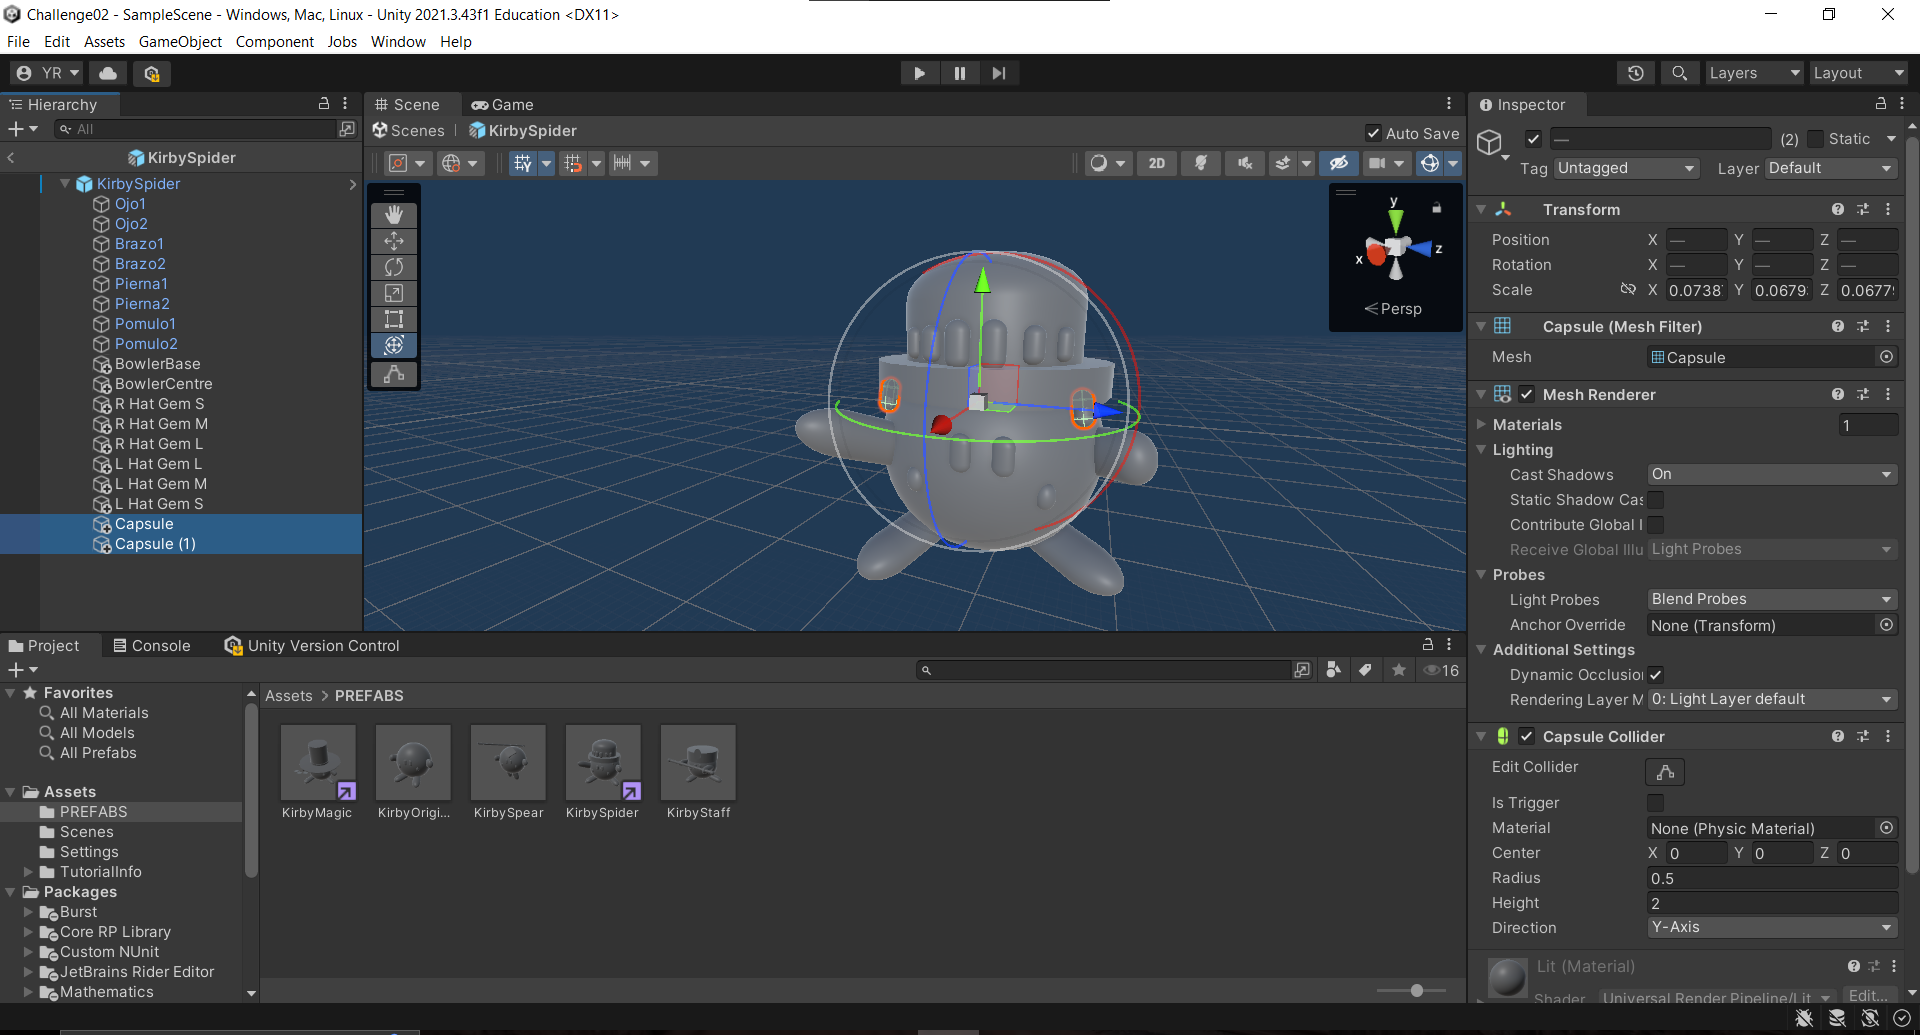 Challenge02 - SampleScene - Windows, Mac, Linux - Unity 2021.3.43f1 Education <DX11>
File Edit Assets GameObject Component Jobs Window Help
YR
Layers
Layout
Hierarchy
All
KirbySpider
KirbySpider
Ojo1
Ojo2
Brazo1
Brazo2
Pierna1
Pierna2
Pomulo1
Pomulo2
BowlerBase
BowlerCentre
R Hat Gem S
R Hat Gem M
R Hat Gem L
L Hat Gem L
L Hat Gem M
L Hat Gem S
Capsule
Capsule (1)
Scene
Game
Scenes
KirbySpider
Auto Save
2D
y
x
z
Persp
Inspector
— (2) Static
Tag Untagged Layer Default
Transform
Position X — Y — Z —
Rotation X — Y — Z —
Scale X 0.0738 Y 0.0679 Z 0.0677
Capsule (Mesh Filter)
Mesh Capsule
Mesh Renderer
Materials 1
Lighting
Cast Shadows On
Static Shadow Cas
Contribute Global I
Receive Global Illu Light Probes
Probes
Light Probes Blend Probes
Anchor Override None (Transform)
Additional Settings
Dynamic Occlusion
Rendering Layer M 0: Light Layer default
Capsule Collider
Edit Collider
Is Trigger
Material None (Physic Material)
Center X 0 Y 0 Z 0
Radius 0.5
Height 2
Direction Y-Axis
Lit (Material)
Shader Universal Render Pipeline/Lit Edit...
Project
Console
Unity Version Control
16
Favorites
All Materials
All Models
All Prefabs
Assets
PREFABS
Scenes
Settings
TutorialInfo
Packages
Burst
Core RP Library
Custom NUnit
JetBrains Rider Editor
Mathematics
Assets > PREFABS
KirbyMagic
KirbyOrigi...
KirbySpear
KirbySpider
KirbyStaff